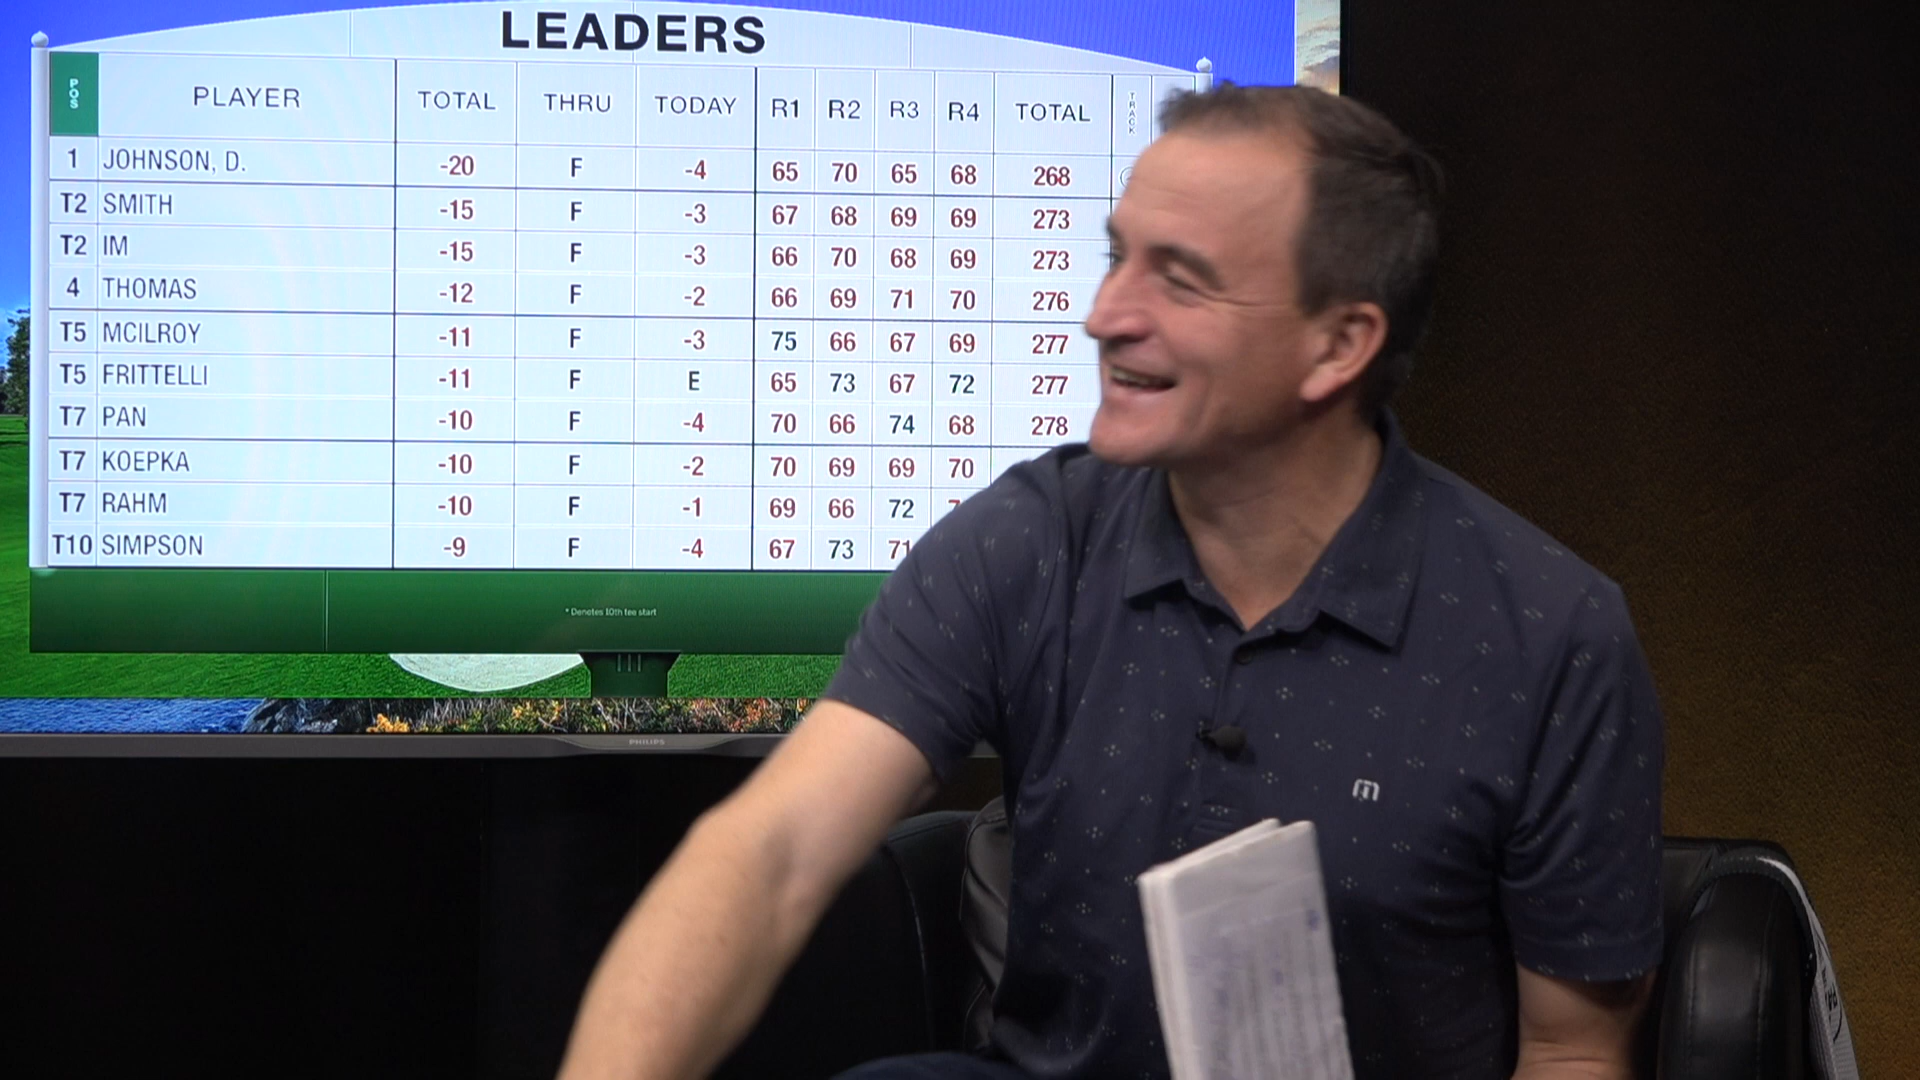 LEADERS
POS PLAYER TOTAL THRU TODAY R1 R2 R3 R4 TOTAL TRACK
1 JOHNSON, D. -20 F -4 65 70 65 68 268
T2 SMITH -15 F -3 67 68 69 69 273
T2 IM -15 F -3 66 70 68 69 273
4 THOMAS -12 F -2 66 69 71 70 276
T5 MCILROY -11 F -3 75 66 67 69 277
T5 FRITTELLI -11 F E 65 73 67 72 277
T7 PAN -10 F -4 70 66 74 68 278
T7 KOEPKA -10 F -2 70 69 69 70
T7 RAHM -10 F -1 69 66 72
T10 SIMPSON -9 F -4 67 73 71
* Denotes 10th tee start
PHILIPS